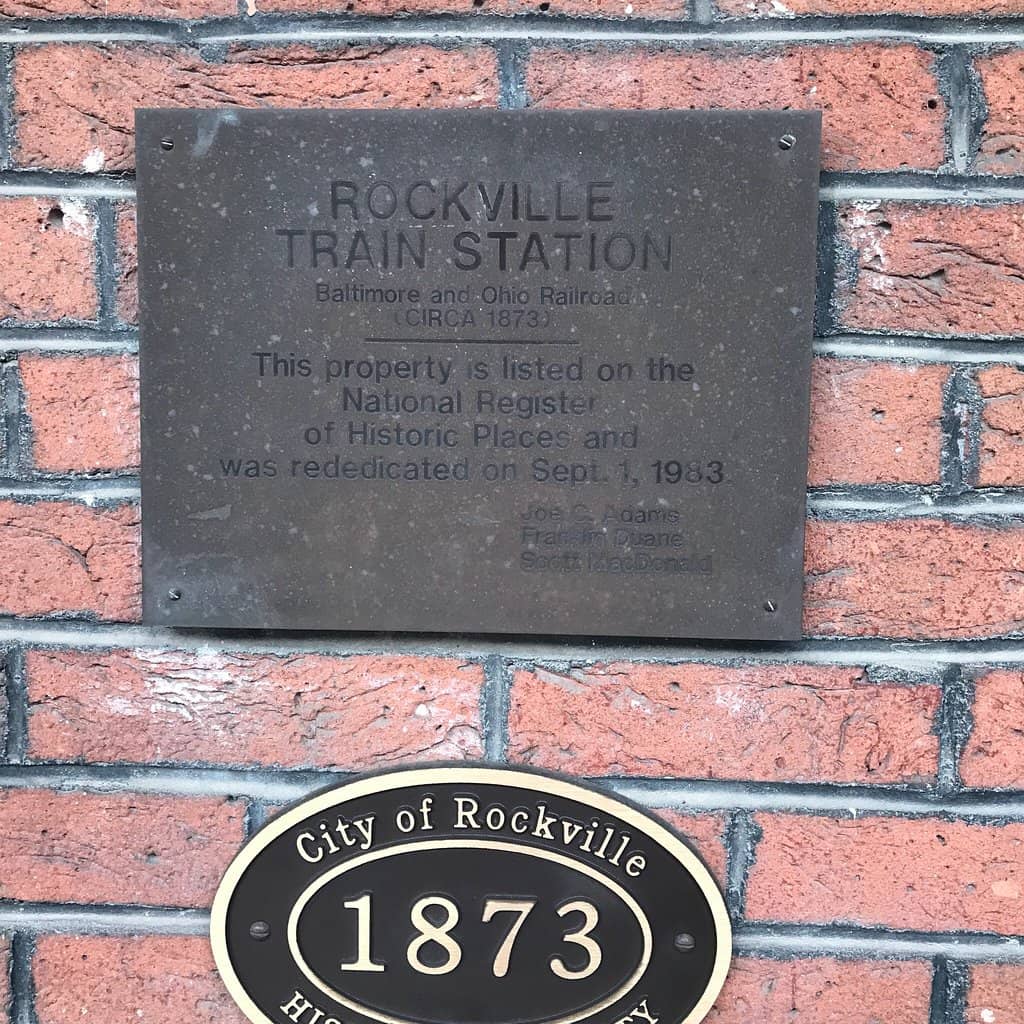 ROCKVILLE
TRAIN STATION
Baltimore and Ohio Railroad
(CIRCA 1873)
This property is listed on the
National Register
of Historic Places and
was rededicated on Sept. 1, 1983
Joe C. Adams
Franklin Duane
Scott MacDonald
City of Rockville
1873